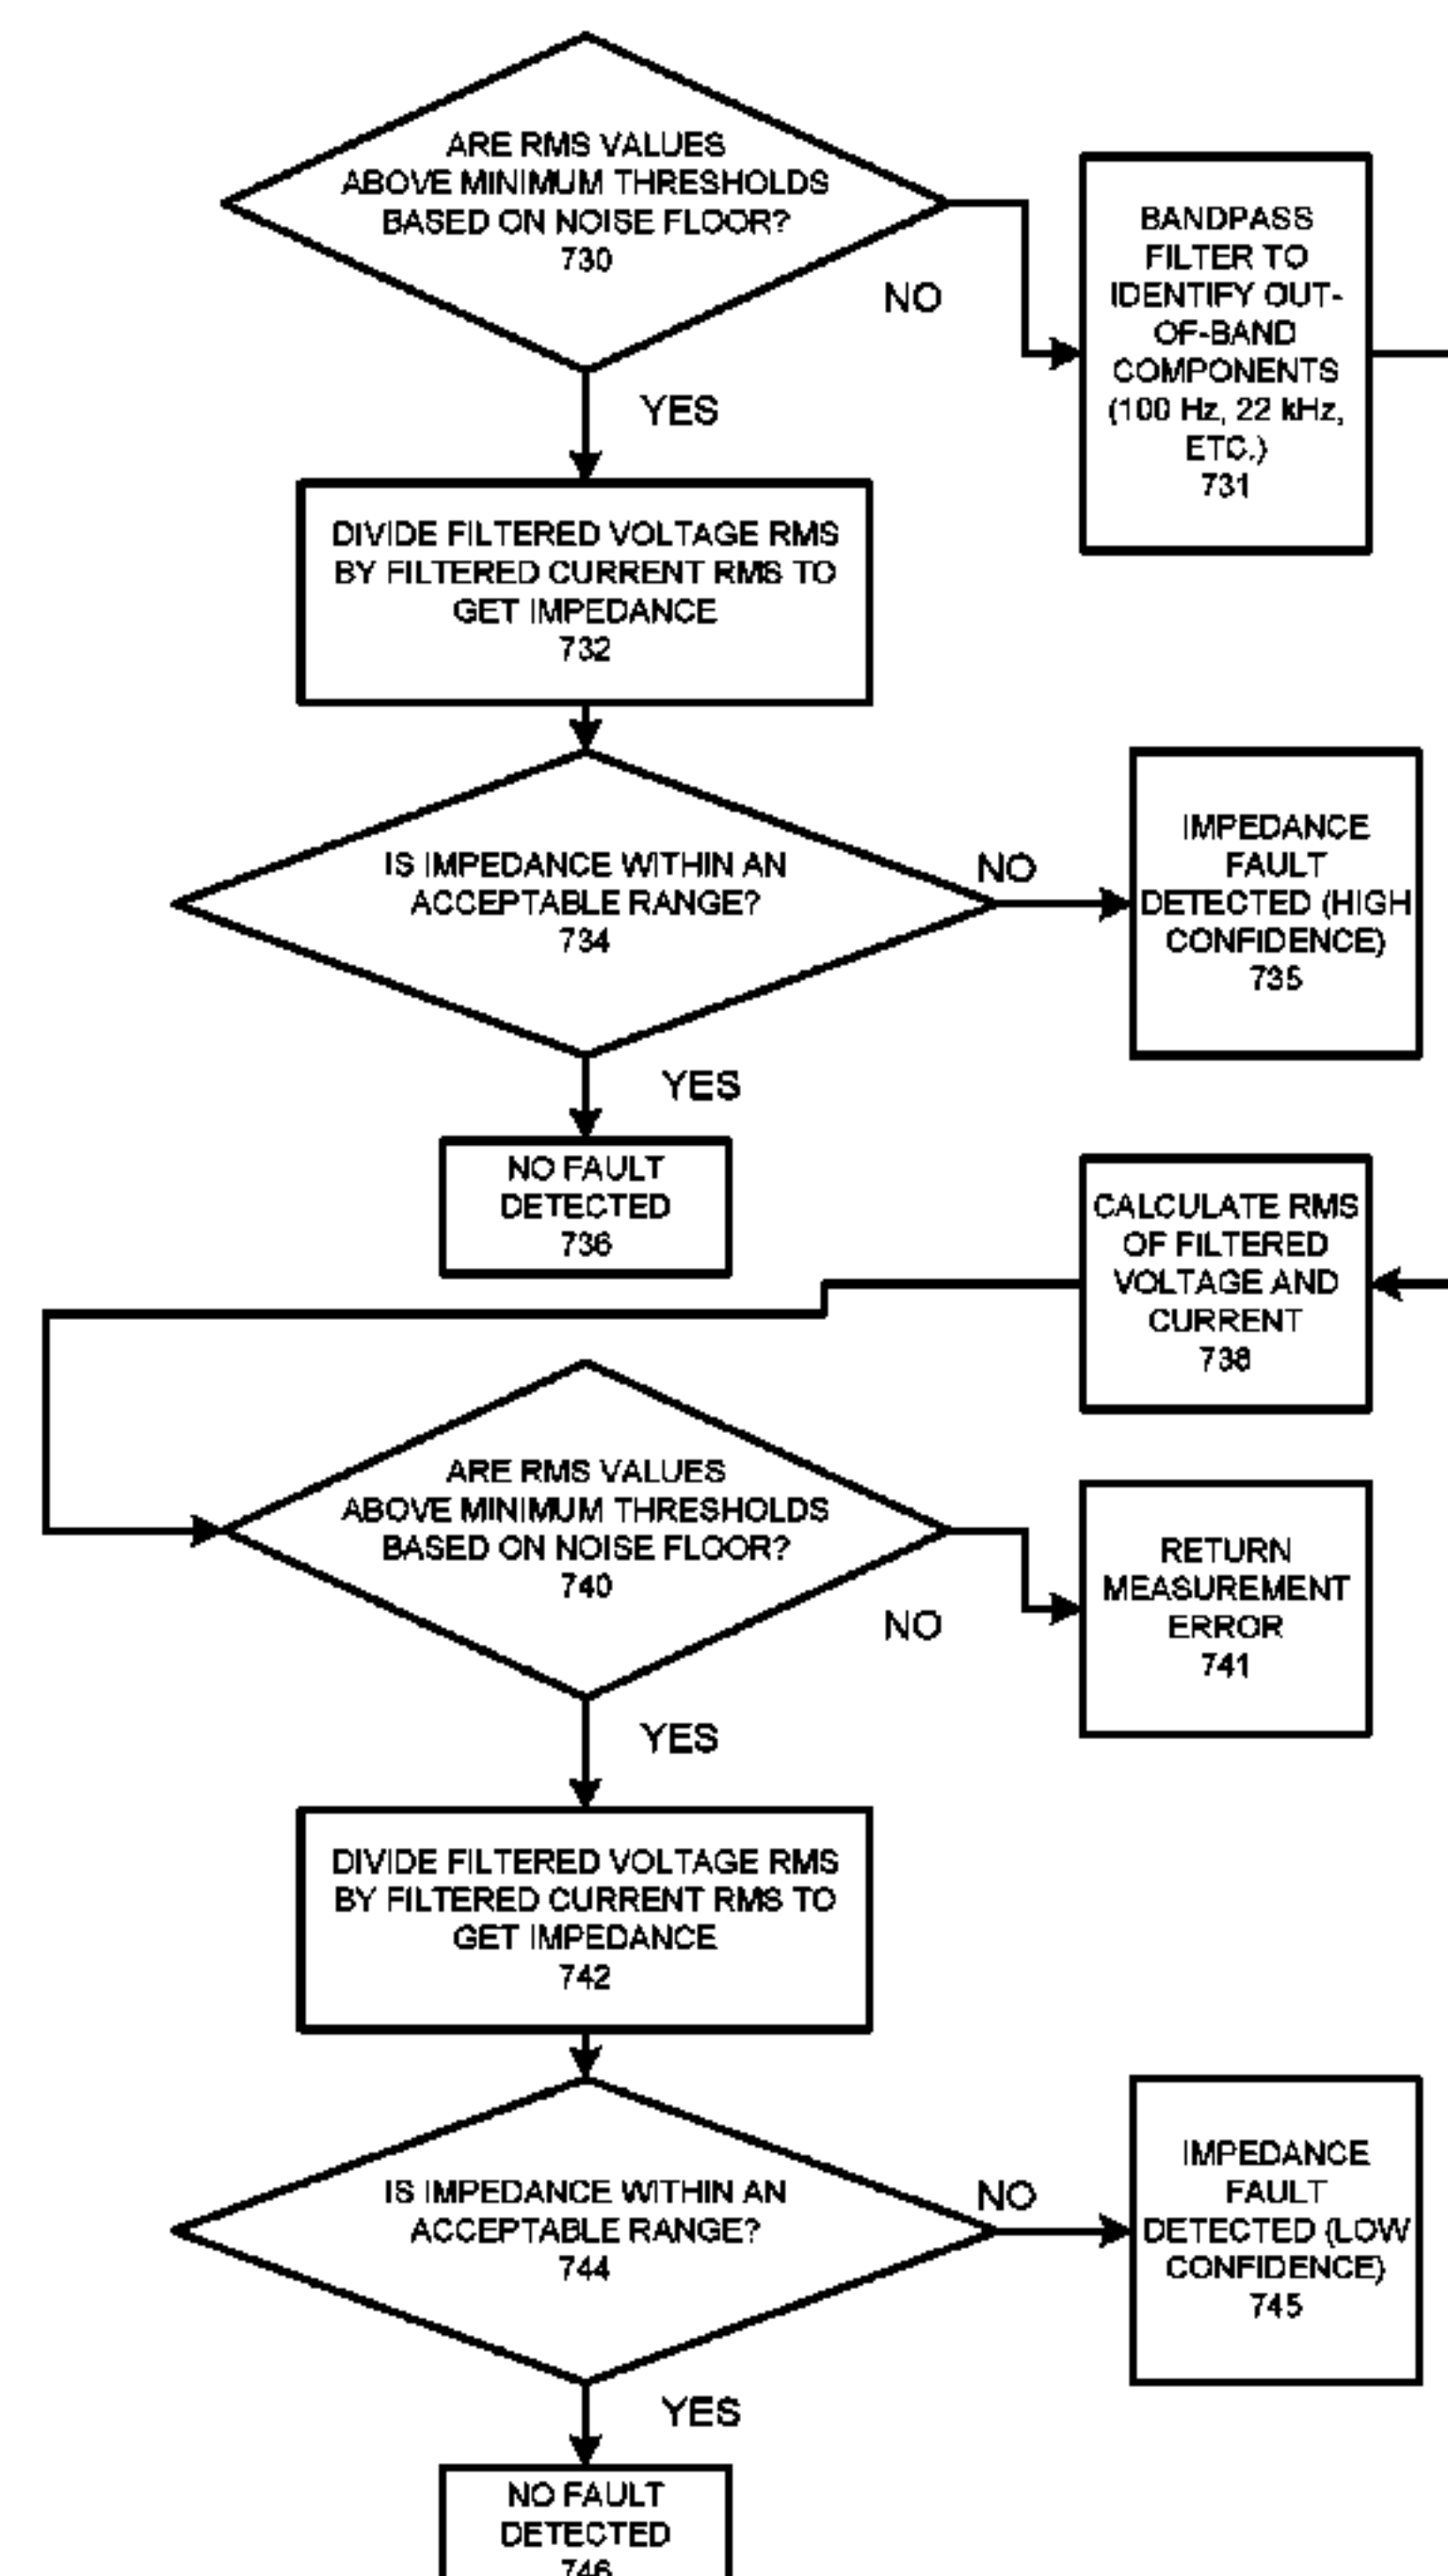 ARE RMS VALUES
ABOVE MINIMUM THRESHOLDS
BASED ON NOISE FLOOR?
730
NO
BANDPASS
FILTER TO
IDENTIFY OUT-
OF-BAND
COMPONENTS
(100 Hz, 22 kHz,
ETC.)
731
YES
DIVIDE FILTERED VOLTAGE RMS
BY FILTERED CURRENT RMS TO
GET IMPEDANCE
732
IS IMPEDANCE WITHIN AN
ACCEPTABLE RANGE?
734
NO
IMPEDANCE
FAULT
DETECTED (HIGH
CONFIDENCE)
735
YES
NO FAULT
DETECTED
736
CALCULATE RMS
OF FILTERED
VOLTAGE AND
CURRENT
738
ARE RMS VALUES
ABOVE MINIMUM THRESHOLDS
BASED ON NOISE FLOOR?
740
NO
RETURN
MEASUREMENT
ERROR
741
YES
DIVIDE FILTERED VOLTAGE RMS
BY FILTERED CURRENT RMS TO
GET IMPEDANCE
742
IS IMPEDANCE WITHIN AN
ACCEPTABLE RANGE?
744
NO
IMPEDANCE
FAULT
DETECTED (LOW
CONFIDENCE)
745
YES
NO FAULT
DETECTED
746